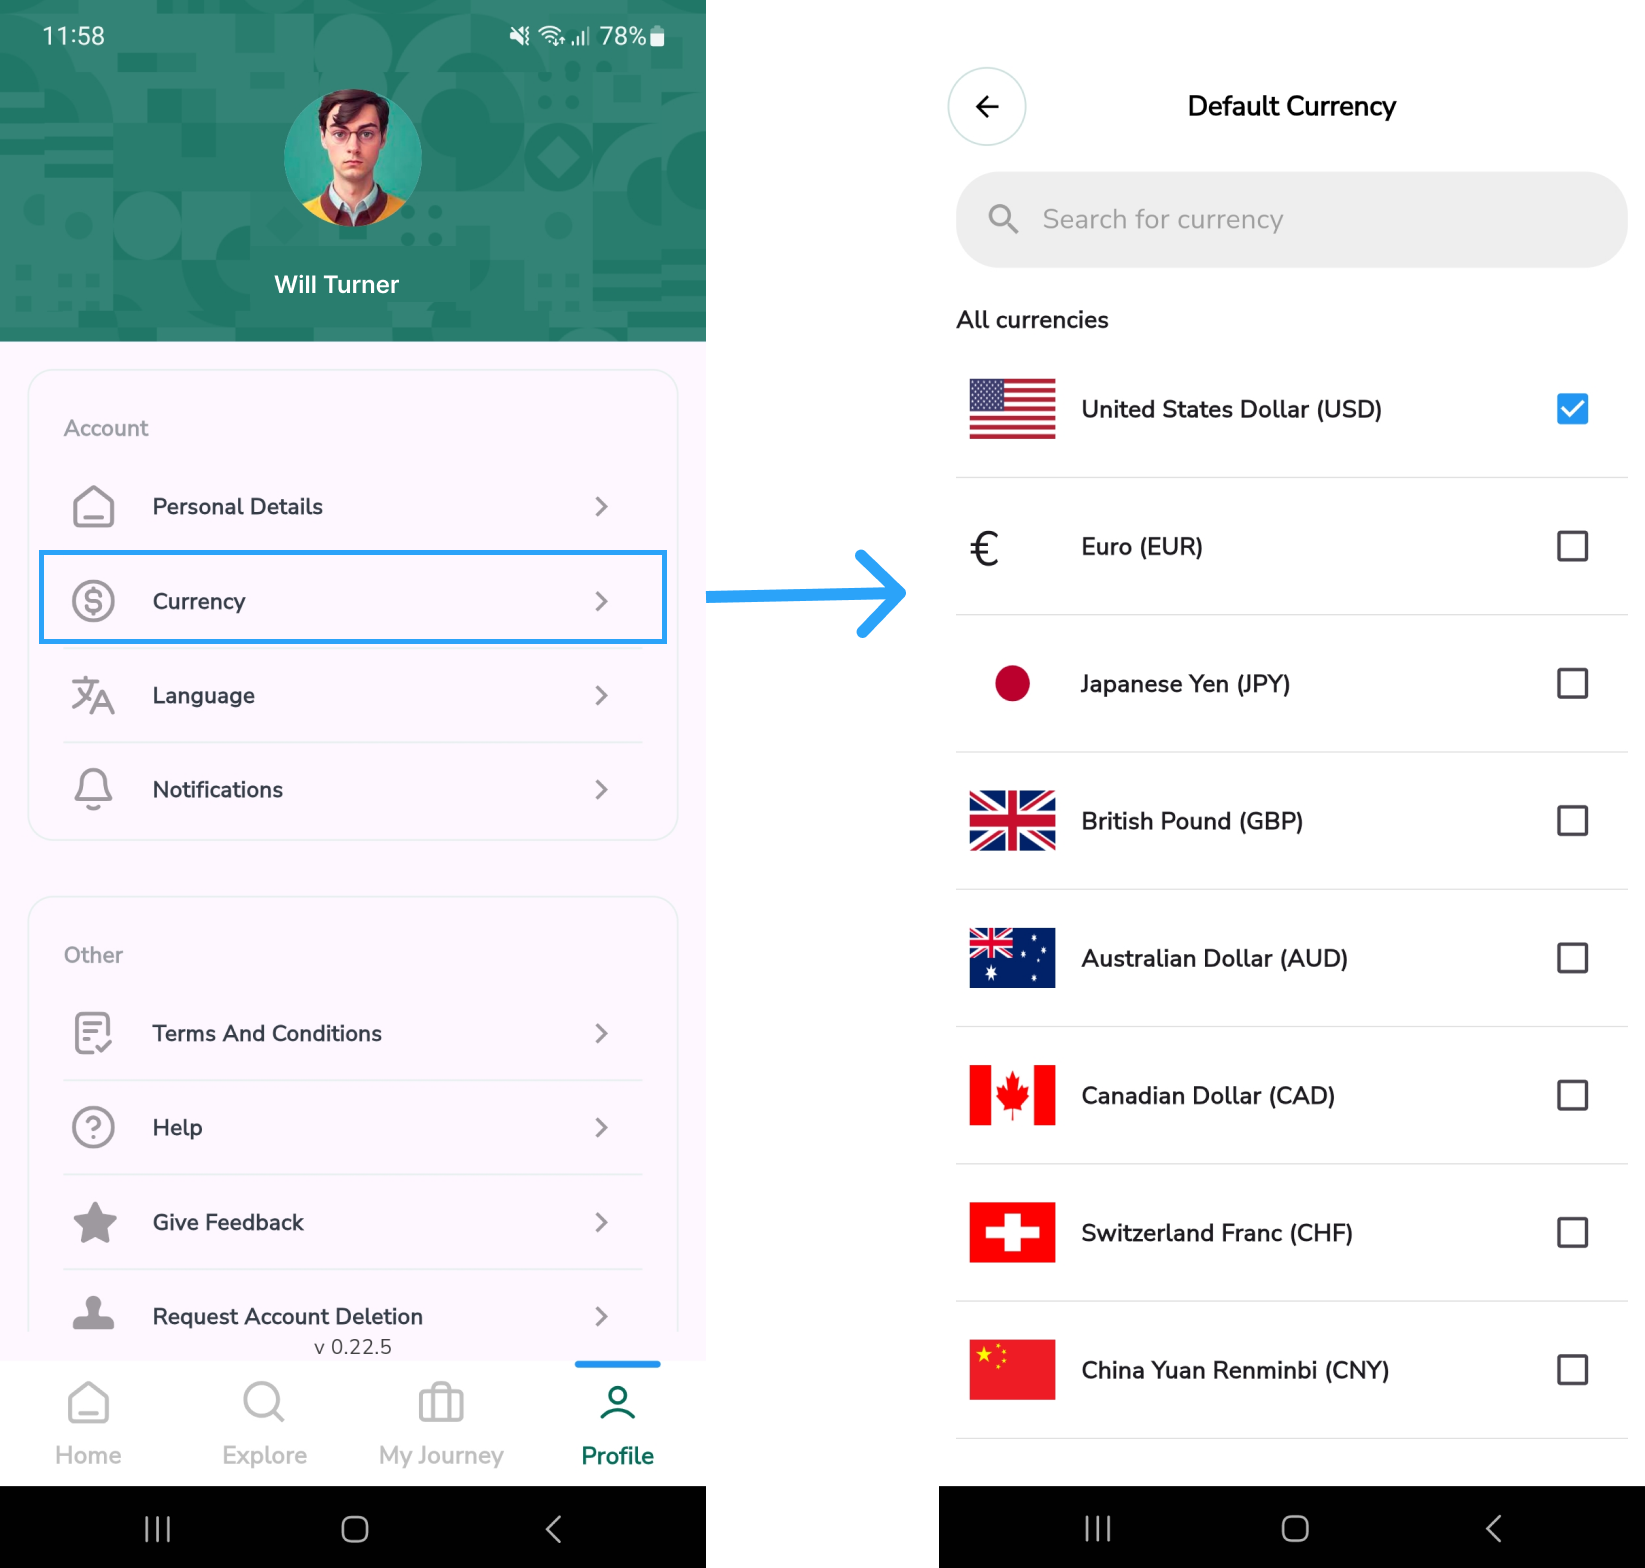 11:58
78%
Will Turner
Account
Personal Details
Currency
Language
Notifications
Other
Terms And Conditions
Help
Give Feedback
Request Account Deletion
v 0.22.5
Home
Explore
My Journey
Profile
Default Currency
Search for currency
All currencies
United States Dollar (USD)
€ Euro (EUR)
Japanese Yen (JPY)
British Pound (GBP)
Australian Dollar (AUD)
Canadian Dollar (CAD)
Switzerland Franc (CHF)
China Yuan Renminbi (CNY)